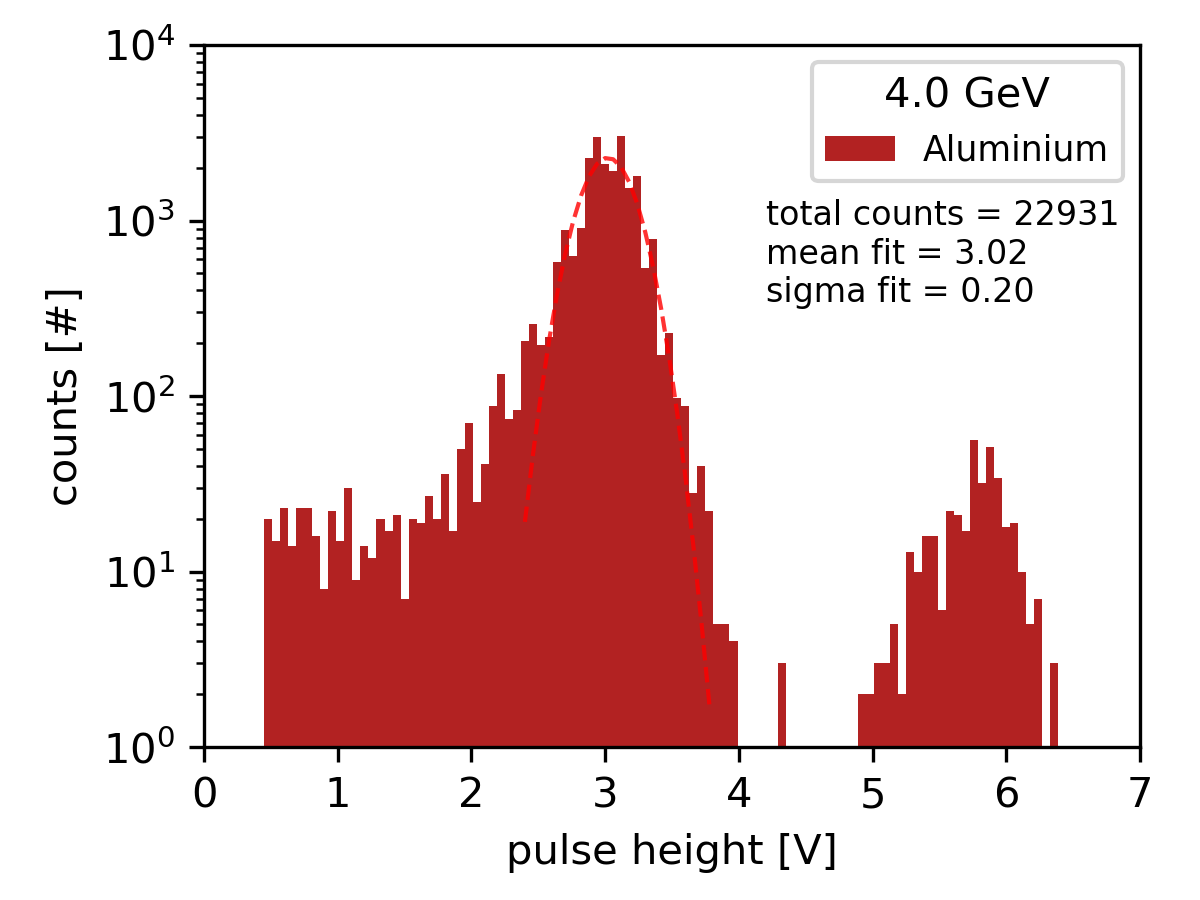 4.0 GeV
Aluminium
total counts = 22931
mean fit = 3.02
sigma fit = 0.20
counts [#]
10⁴
10³
10²
10¹
10⁰
0 1 2 3 4 5 6 7
pulse height [V]